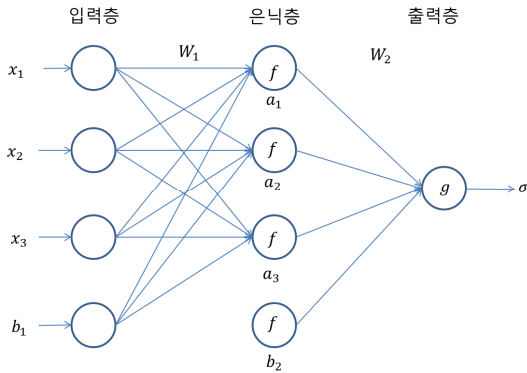 입력층 은닉층 출력층
W₁ W₂
x₁ f
a₁
x₂ f
a₂
g σ
x₃ f
a₃
b₁ f
b₂